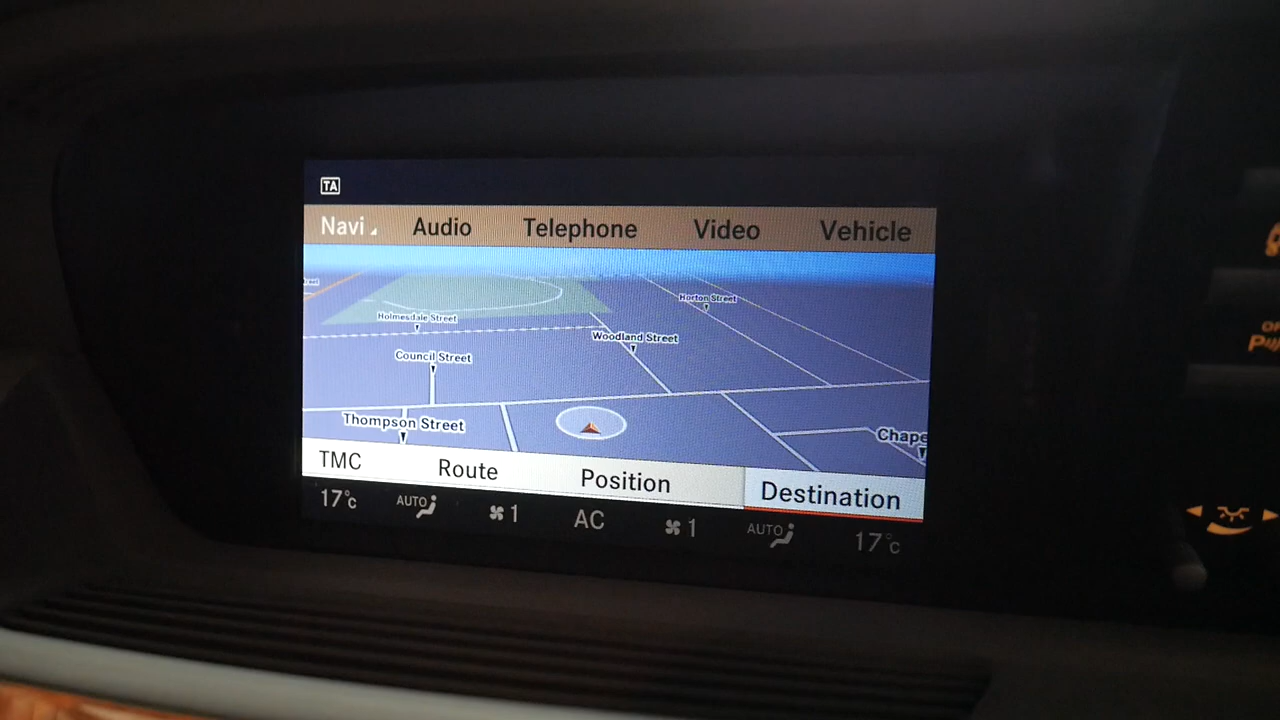 TA
Navi Audio Telephone Video Vehicle
Horton Street
Holmesdale Street
Woodland Street
Council Street
Thompson Street
Chape
TMC Route Position Destination
17°C AUTO 1 AC 1 AUTO 17°C